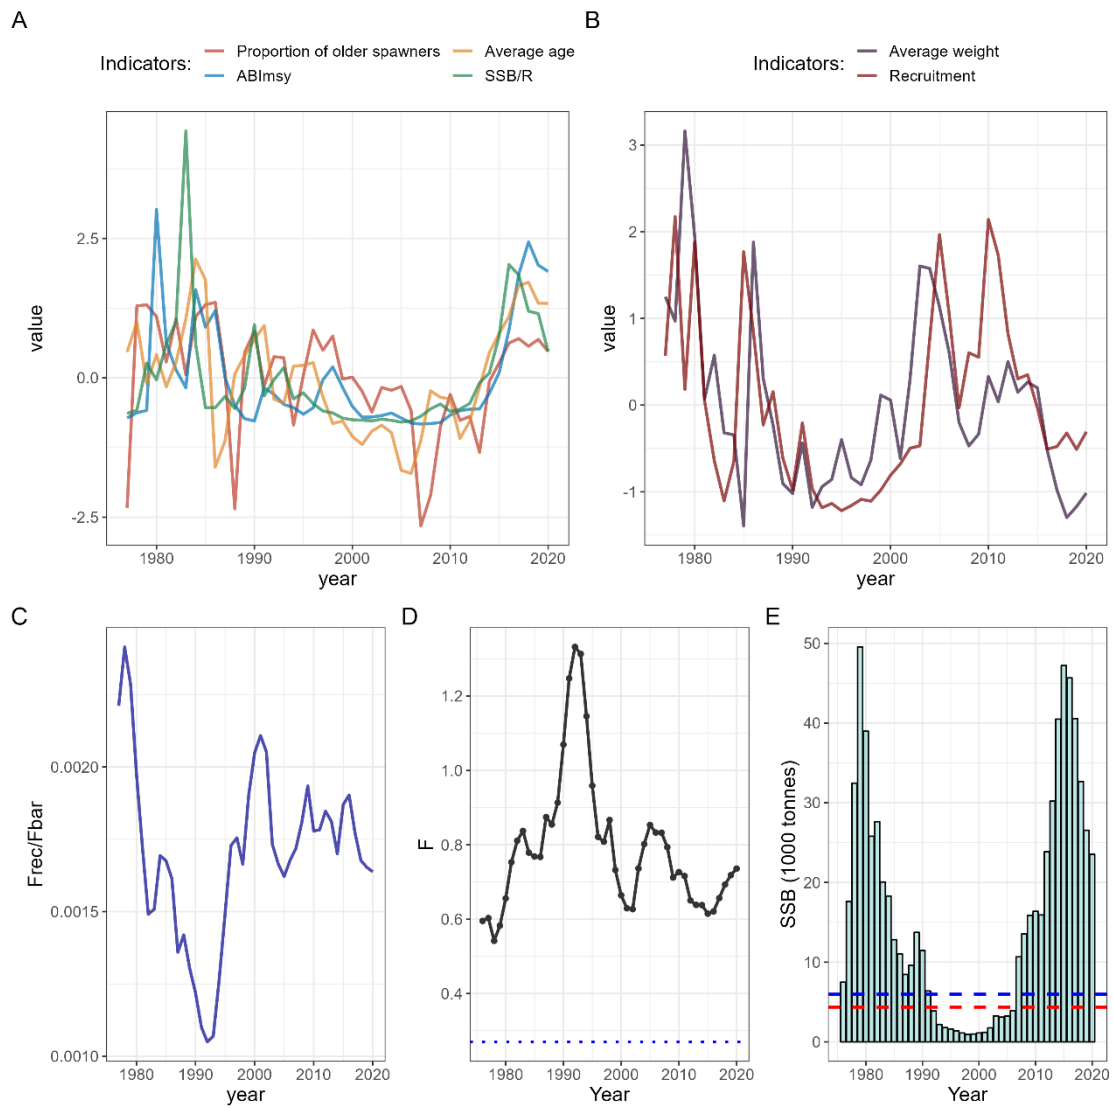 A
Indicators:
Proportion of older spawners
Average age
ABImsy
SSB/R
value
2.5
0.0
-2.5
1980
1990
2000
2010
2020
year
B
Indicators:
Average weight
Recruitment
value
3
2
1
0
-1
1980
1990
2000
2010
2020
year
C
Frec/Fbar
0.0020
0.0015
0.0010
1980
1990
2000
2010
2020
year
D
F
1.2
1.0
0.8
0.6
0.4
1980
1990
2000
2010
2020
Year
E
SSB (1000 tonnes)
50
40
30
20
10
0
1980
1990
2000
2010
2020
Year